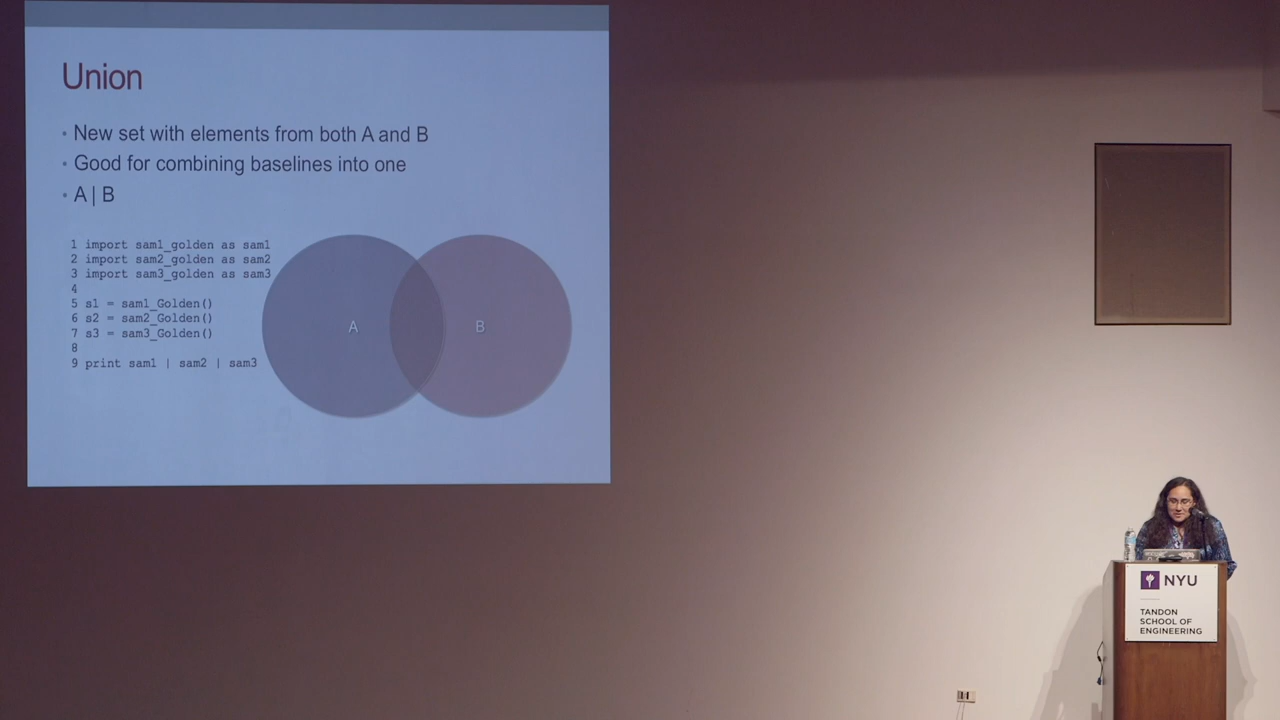 Union
• New set with elements from both A and B
• Good for combining baselines into one
• A | B
1 import sam1_golden as sam1
2 import sam2_golden as sam2
3 import sam3_golden as sam3
4
5 s1 = sam1_Golden()
6 s2 = sam2_Golden()
7 s3 = sam3_Golden()
8
9 print sam1 | sam2 | sam3
A
B
NYU
TANDON
SCHOOL OF
ENGINEERING